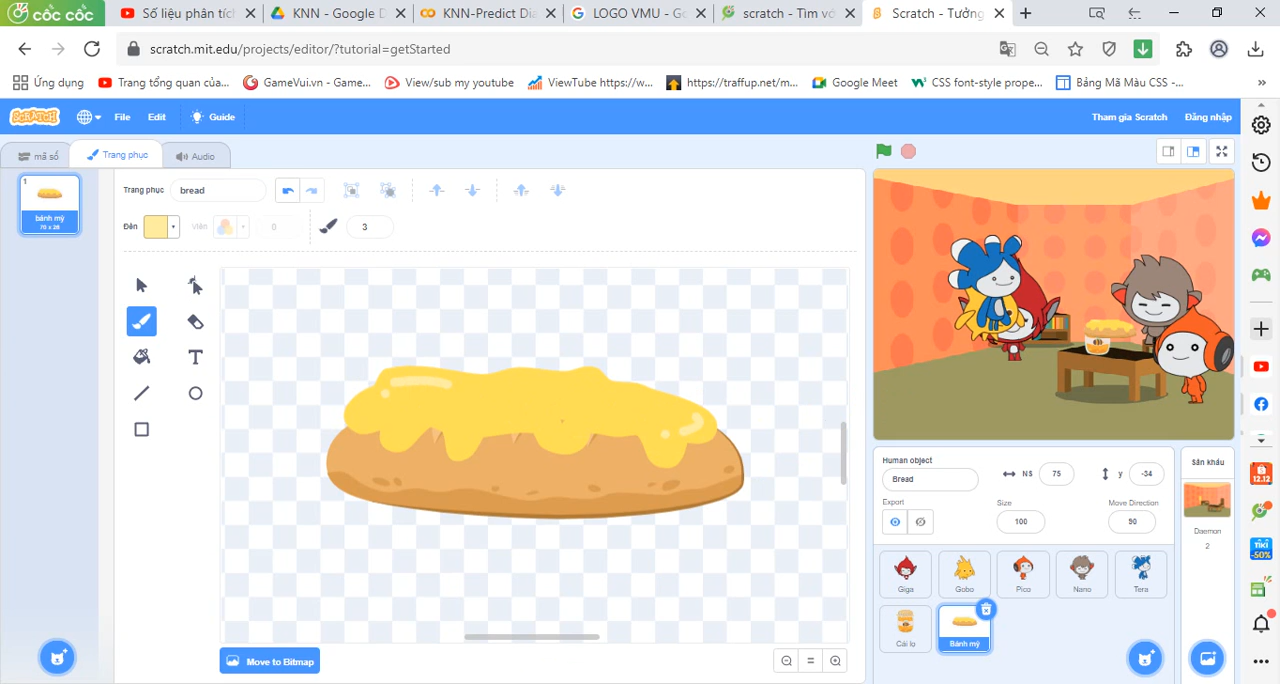 cốc cốc
Số liệu phân tích
KNN - Google D
KNN-Predict Dia
LOGO VMU - Go
scratch - Tìm vớ
Scratch - Tưởng
scratch.mit.edu/projects/editor/?tutorial=getStarted
Ứng dụng
Trang tổng quan của...
GameVui.vn - Game...
View/sub my youtube
ViewTube https://w...
https://traffup.net/m...
Google Meet
CSS font-style prope...
Bảng Mã Màu CSS -...
»
SCRATCH
File
Edit
Guide
Tham gia Scratch
Đăng nhập
mã số
Trang phục
Audio
1
bánh mỳ
75 x 28
Trang phục
bread
Đền
Viên
0
3
T
Move to Bitmap
Human object
Bread
NS
75
y
-34
Export
Size
100
Move Direction
90
Giga
Gobo
Pico
Nano
Tera
Cái lọ
Bánh mỳ
Sân khấu
Daemon
2
12.12
TIKI
-50%